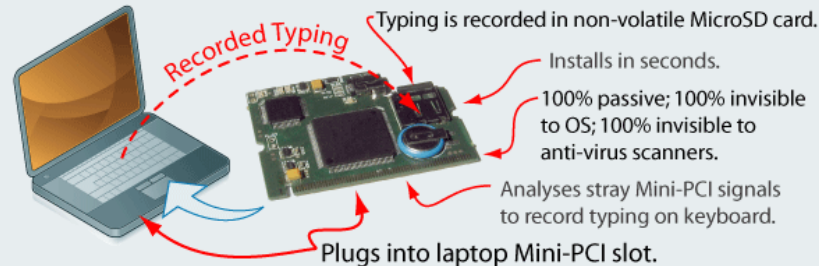 Typing is recorded in non-volatile MicroSD card.
Recorded Typing
Installs in seconds.
100% passive; 100% invisible
to OS; 100% invisible to
anti-virus scanners.
Analyses stray Mini-PCI signals
to record typing on keyboard.
Plugs into laptop Mini-PCI slot.